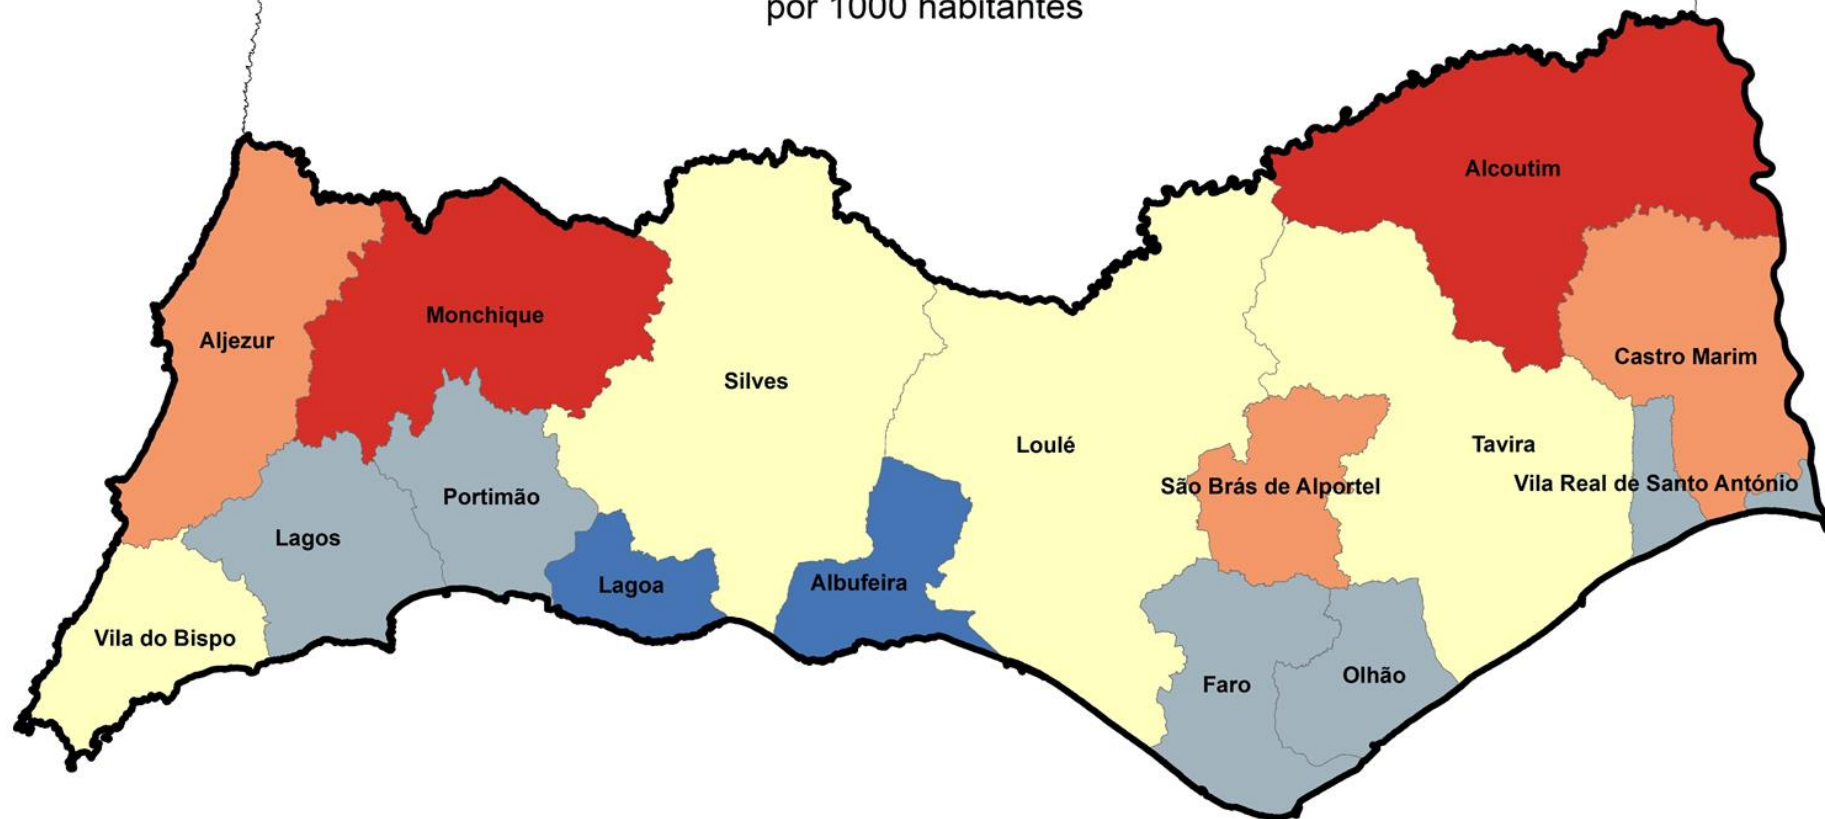 por 1000 habitantes
Alcoutim
Monchique
Aljezur
Castro Marim
Silves
Loulé
Tavira
São Brás de Alportel
Vila Real de Santo António
Portimão
Lagos
Lagoa
Albufeira
Vila do Bispo
Olhão
Faro